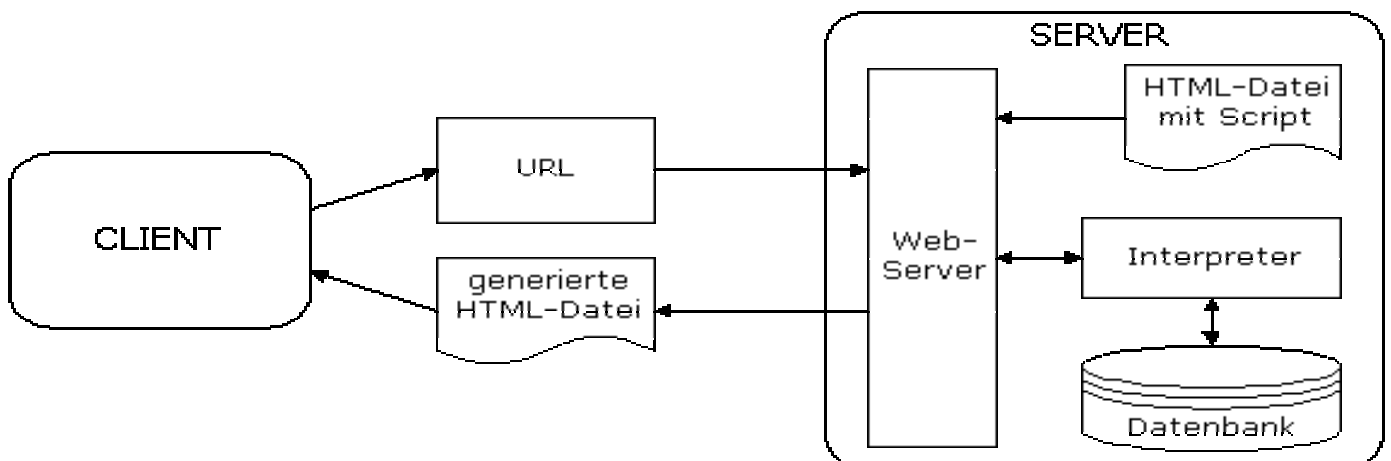 SERVER
HTML-Datei
mit Script
URL
CLIENT
Web-
Server
Interpreter
generierte
HTML-Datei
Datenbank